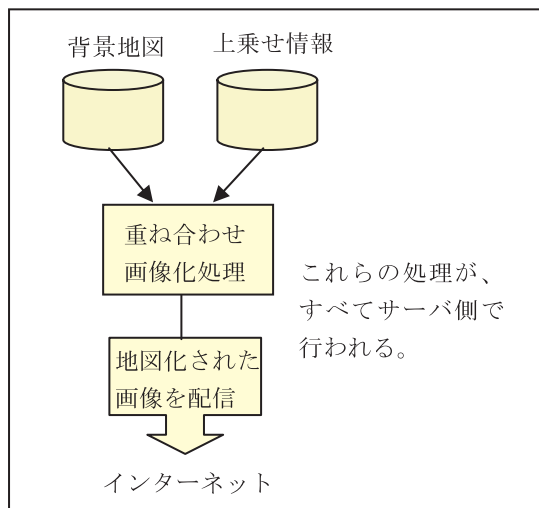 背景地図
上乗せ情報
重ね合わせ
画像化処理
これらの処理が、
すべてサーバ側で
行われる。
地図化された
画像を配信
インターネット